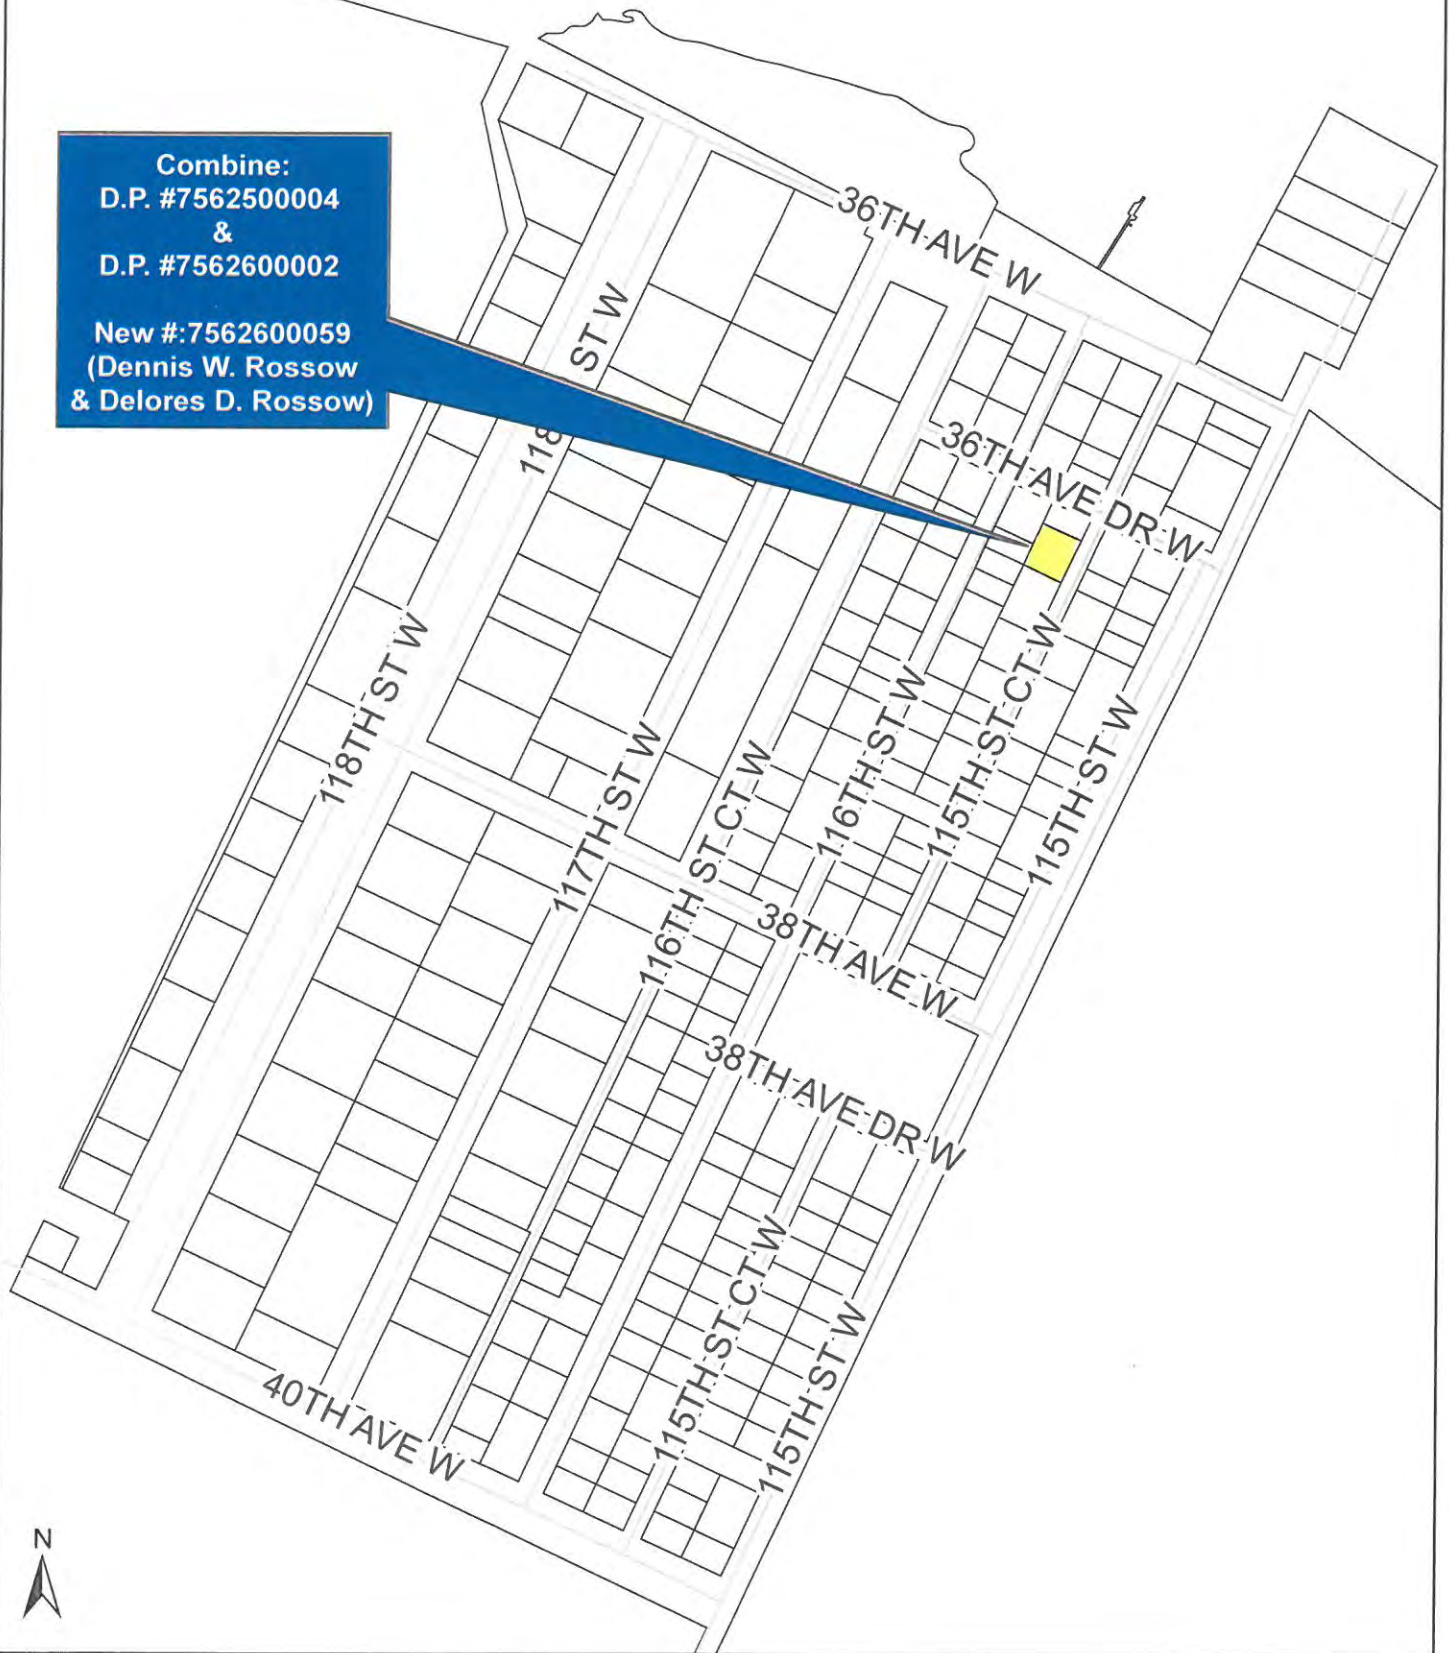 Combine:
D.P. #7562500004
&
D.P. #7562600002
New #:7562600059
(Dennis W. Rossow
& Delores D. Rossow)
36TH AVE W
118 ST W
36TH AVE DR W
118TH ST W
117TH ST W
116TH ST CT W
116TH ST W
115TH ST CT W
115TH ST W
38TH AVE W
38TH AVE DR W
115TH ST CT W
115TH ST W
40TH AVE W
N